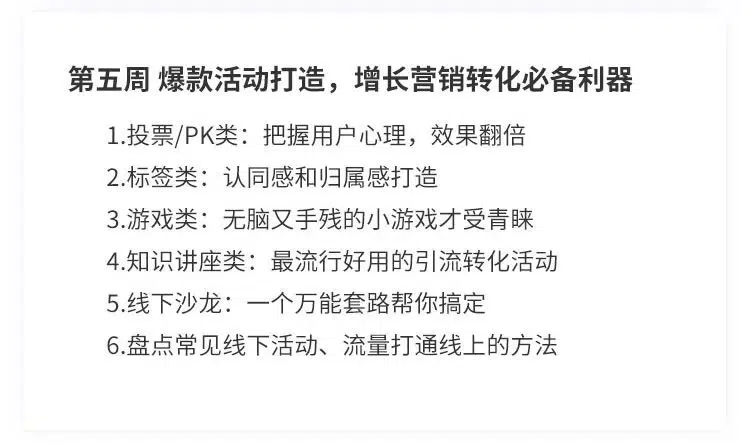 第五周 爆款活动打造，增长营销转化必备利器
1.投票/PK类：把握用户心理，效果翻倍
2.标签类：认同感和归属感打造
3.游戏类：无脑又手残的小游戏才受青睐
4.知识讲座类：最流行好用的引流转化活动
5.线下沙龙：一个万能套路帮你搞定
6.盘点常见线下活动、流量打通线上的方法